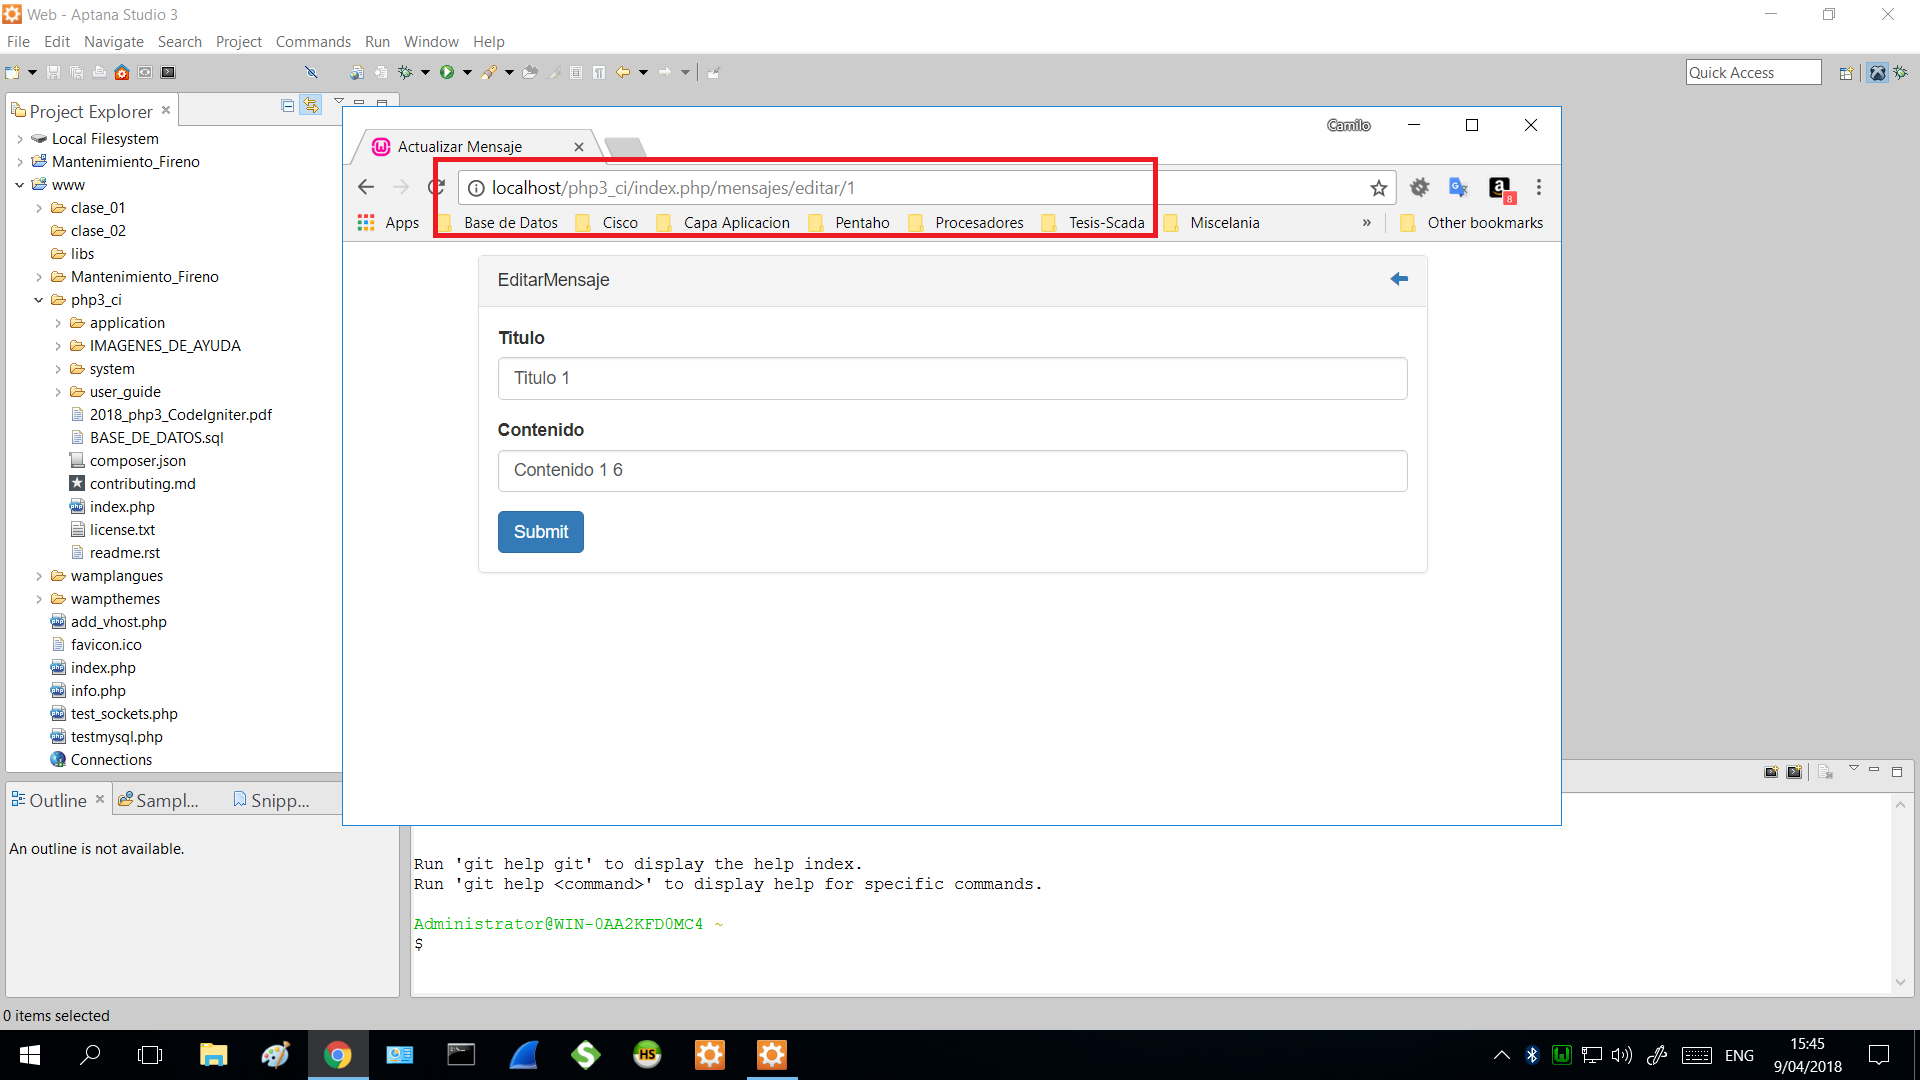 Web - Aptana Studio 3
File Edit Navigate Search Project Commands Run Window Help
Quick Access
Project Explorer
Local Filesystem
Mantenimiento_Fireno
www
clase_01
clase_02
libs
Mantenimiento_Fireno
php3_ci
application
IMAGENES_DE_AYUDA
system
user_guide
2018_php3_CodeIgniter.pdf
BASE_DE_DATOS.sql
composer.json
contributing.md
index.php
license.txt
readme.rst
wamplangues
wampthemes
add_vhost.php
favicon.ico
index.php
info.php
test_sockets.php
testmysql.php
Connections
Camilo
Actualizar Mensaje
localhost/php3_ci/index.php/mensajes/editar/1
8
Apps Base de Datos Cisco Capa Aplicacion Pentaho Procesadores Tesis-Scada Miscelania » Other bookmarks
EditarMensaje
Titulo
Titulo 1
Contenido
Contenido 1 6
Submit
Outline Sampl... Snipp...
An outline is not available.
Run 'git help git' to display the help index.
Run 'git help <command>' to display help for specific commands.
Administrator@WIN-0AA2KFD0MC4 ~
$
0 items selected
HS
ENG
15:45
9/04/2018